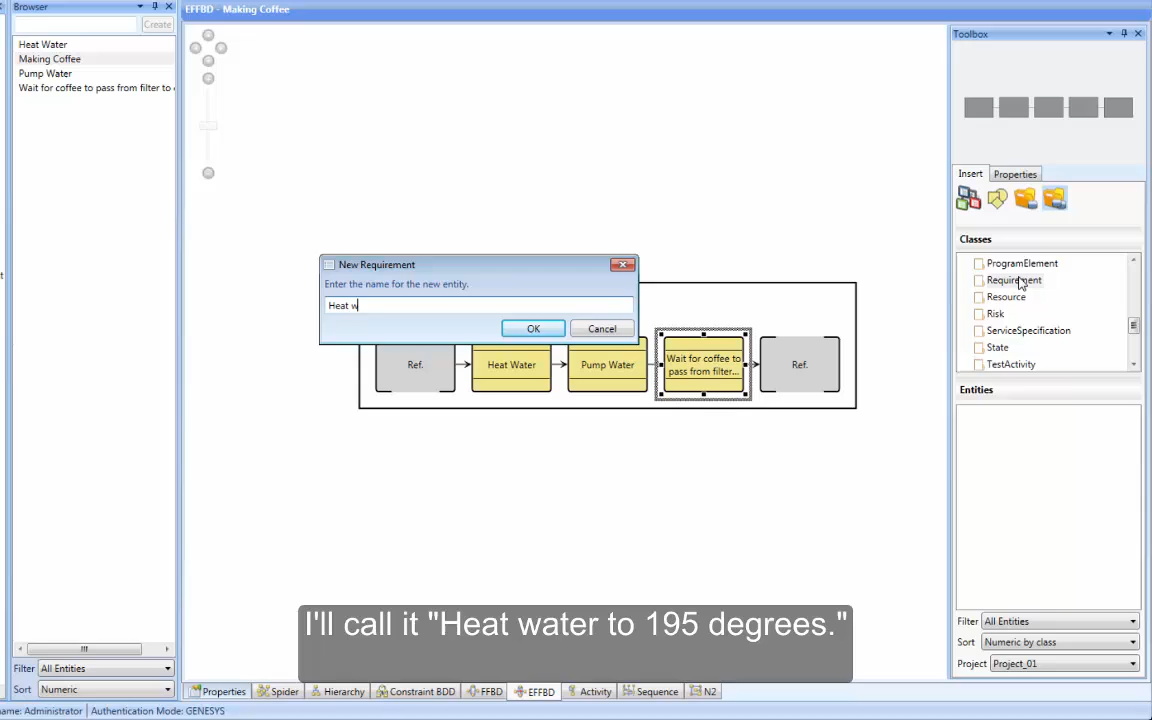 Browser
EFFBD - Making Coffee
Toolbox
Create
Heat Water
Making Coffee
Pump Water
Wait for coffee to pass from filter to
Insert
Properties
Classes
ProgramElement
Requirement
Resource
Risk
ServiceSpecification
State
TestActivity
New Requirement
Enter the name for the new entity.
Heat w
OK
Cancel
Ref.
Heat Water
Pump Water
Wait for coffee to
pass from filter...
Ref.
Entities
I'll call it "Heat water to 195 degrees."
Filter All Entities
Sort Numeric by class
Project Project_01
Filter All Entities
Sort Numeric
Properties
Spider
Hierarchy
Constraint BDD
FFBD
EFFBD
Activity
Sequence
N2
name: Administrator
Authentication Mode: GENESYS